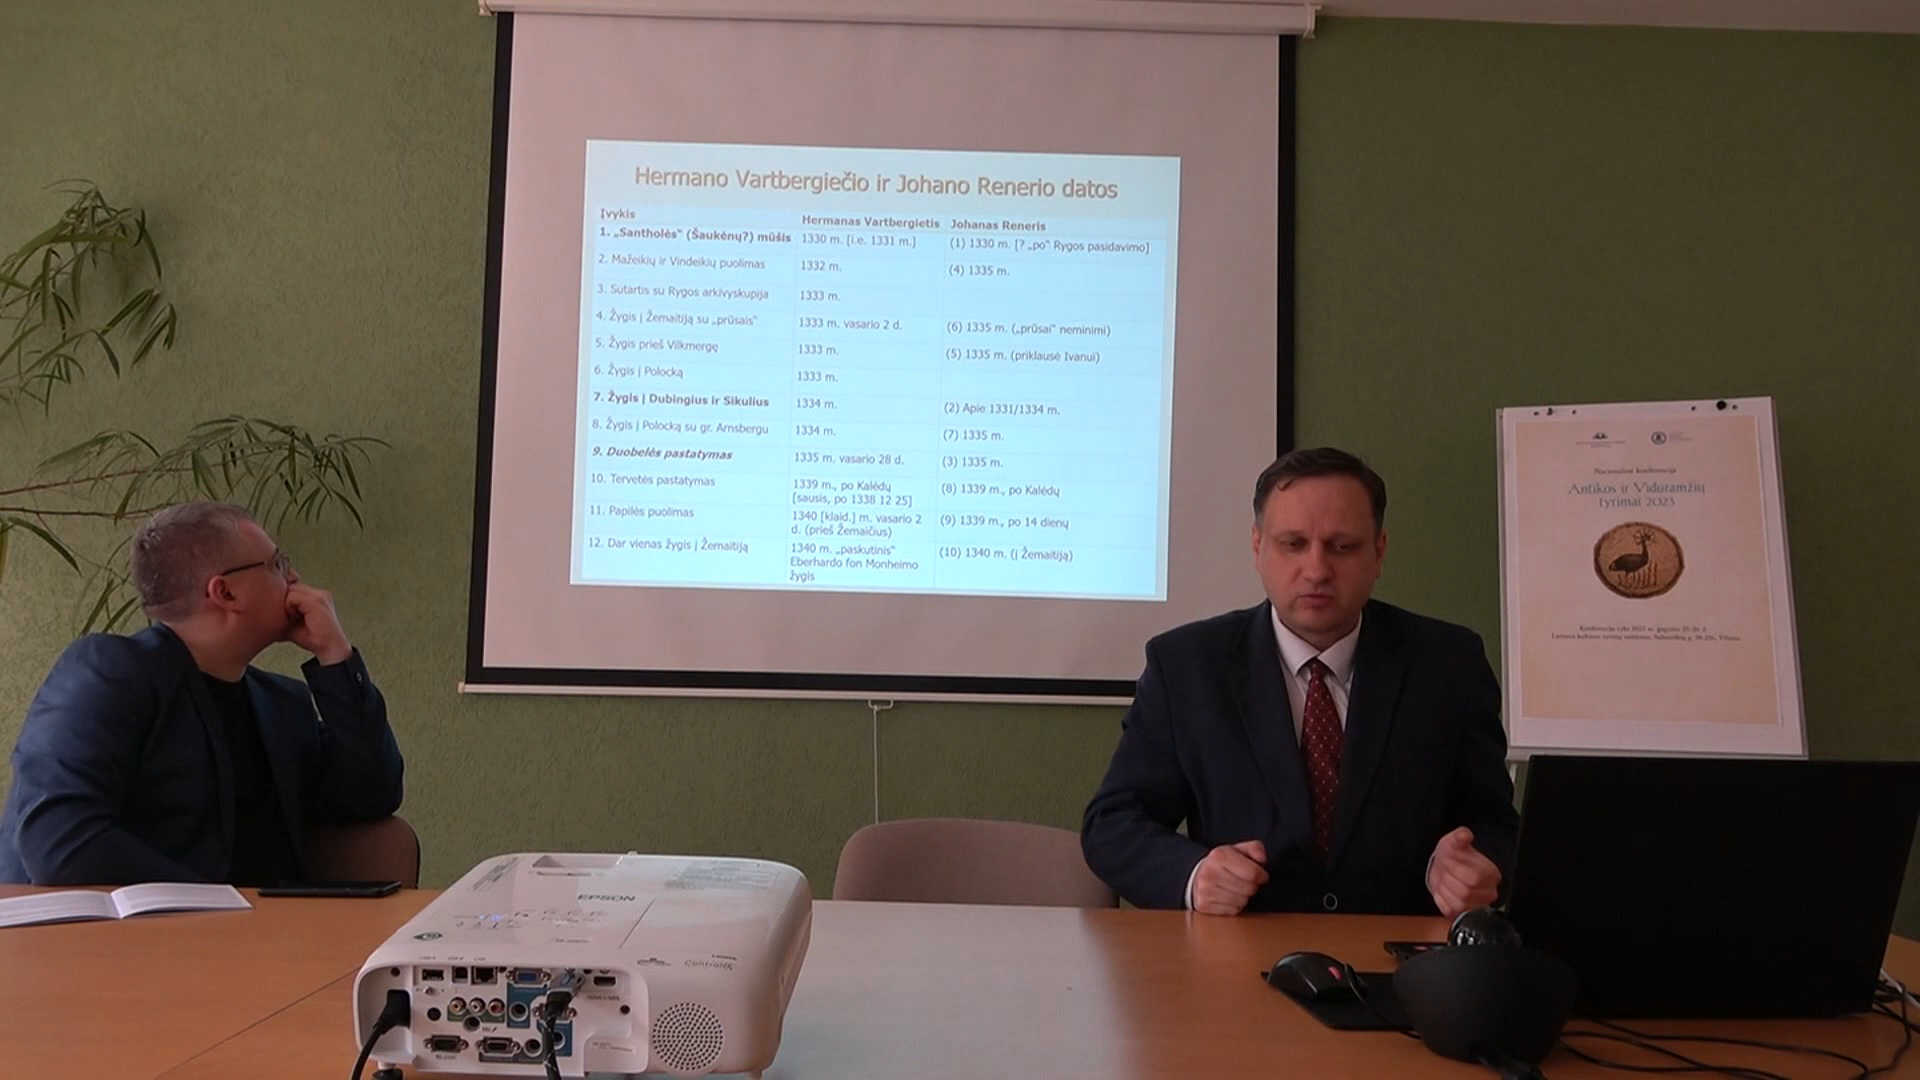 Hermano Vartbergiečio ir Johano Renerio datos
Įvykis Hermanas Vartbergietis Johanas Reneris
1. „Santholės“ (Šaukėnų?) mūšis 1330 m. [i.e. 1331 m.] (1) 1330 m. [? „po“ Rygos pasidavimo]
2. Mažeikių ir Vindeikių puolimas 1332 m. (4) 1335 m.
3. Sutartis su Rygos arkivyskupija 1333 m.
4. Žygis į Žemaitiją su „prūsais“ 1333 m. vasario 2 d. (6) 1335 m. („prūsai“ neminimi)
5. Žygis prieš Vilkmergę 1333 m. (5) 1335 m. (priklausė Ivanui)
6. Žygis į Polocką 1333 m.
7. Žygis į Dubingius ir Sikulius 1334 m. (2) Apie 1331/1334 m.
8. Žygis į Polocką su gr. Arnsbergu 1334 m. (7) 1335 m.
9. Duobelės pastatymas 1335 m. vasario 28 d. (3) 1335 m.
10. Tervetės pastatymas 1339 m., po Kalėdų (8) 1339 m., po Kalėdų
[sausis, po 1338 12 25]
11. Papilės puolimas 1340 [klaid.] m. vasario 2 (9) 1339 m., po 14 dienų
d. (prieš Žemaičius)
12. Dar vienas žygis į Žemaitiją 1340 m. „paskutinis“ (10) 1340 m. (į Žemaitiją)
Eberhardo fon Monheimo
žygis
Nacionalinė konferencija
Antikos ir Viduramžių
tyrimai 2023
EPSON